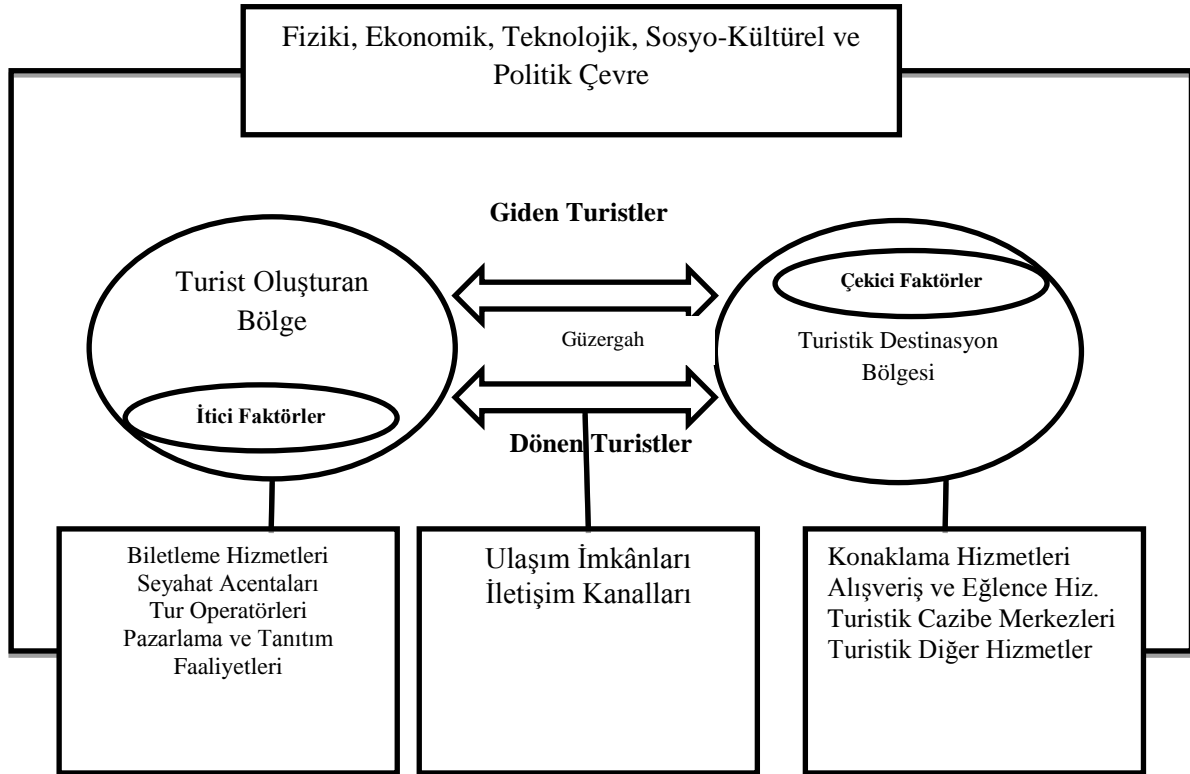 Fiziki, Ekonomik, Teknolojik, Sosyo-Kültürel ve
Politik Çevre
Giden Turistler
Turist Oluşturan
Bölge
İtici Faktörler
Güzergah
Çekici Faktörler
Turistik Destinasyon
Bölgesi
Dönen Turistler
Biletleme Hizmetleri
Seyahat Acentaları
Tur Operatörleri
Pazarlama ve Tanıtım
Faaliyetleri
Ulaşım İmkânları
İletişim Kanalları
Konaklama Hizmetleri
Alışveriş ve Eğlence Hiz.
Turistik Cazibe Merkezleri
Turistik Diğer Hizmetler